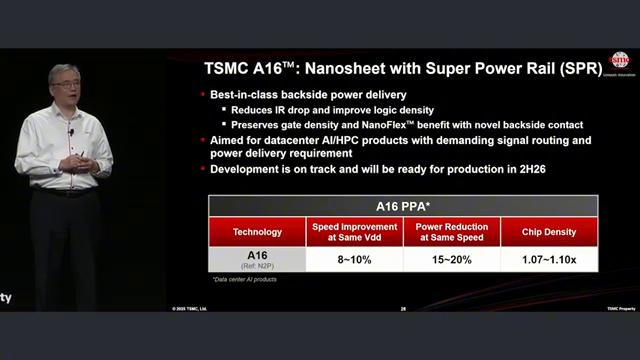 TSMC A16™: Nanosheet with Super Power Rail (SPR)
tsmc
Unleash Innovation
• Best-in-class backside power delivery
• Reduces IR drop and improve logic density
• Preserves gate density and NanoFlex™ benefit with novel backside contact
• Aimed for datacenter AI/HPC products with demanding signal routing and
power delivery requirement
• Development is on track and will be ready for production in 2H26
A16 PPA*
Technology
Speed Improvement
at Same Vdd
Power Reduction
at Same Speed
Chip Density
A16
(Ref: N2P)
8~10%
15~20%
1.07~1.10x
*Data center AI products
perty
© 2025 TSMC, Ltd.
28
TSMC Property